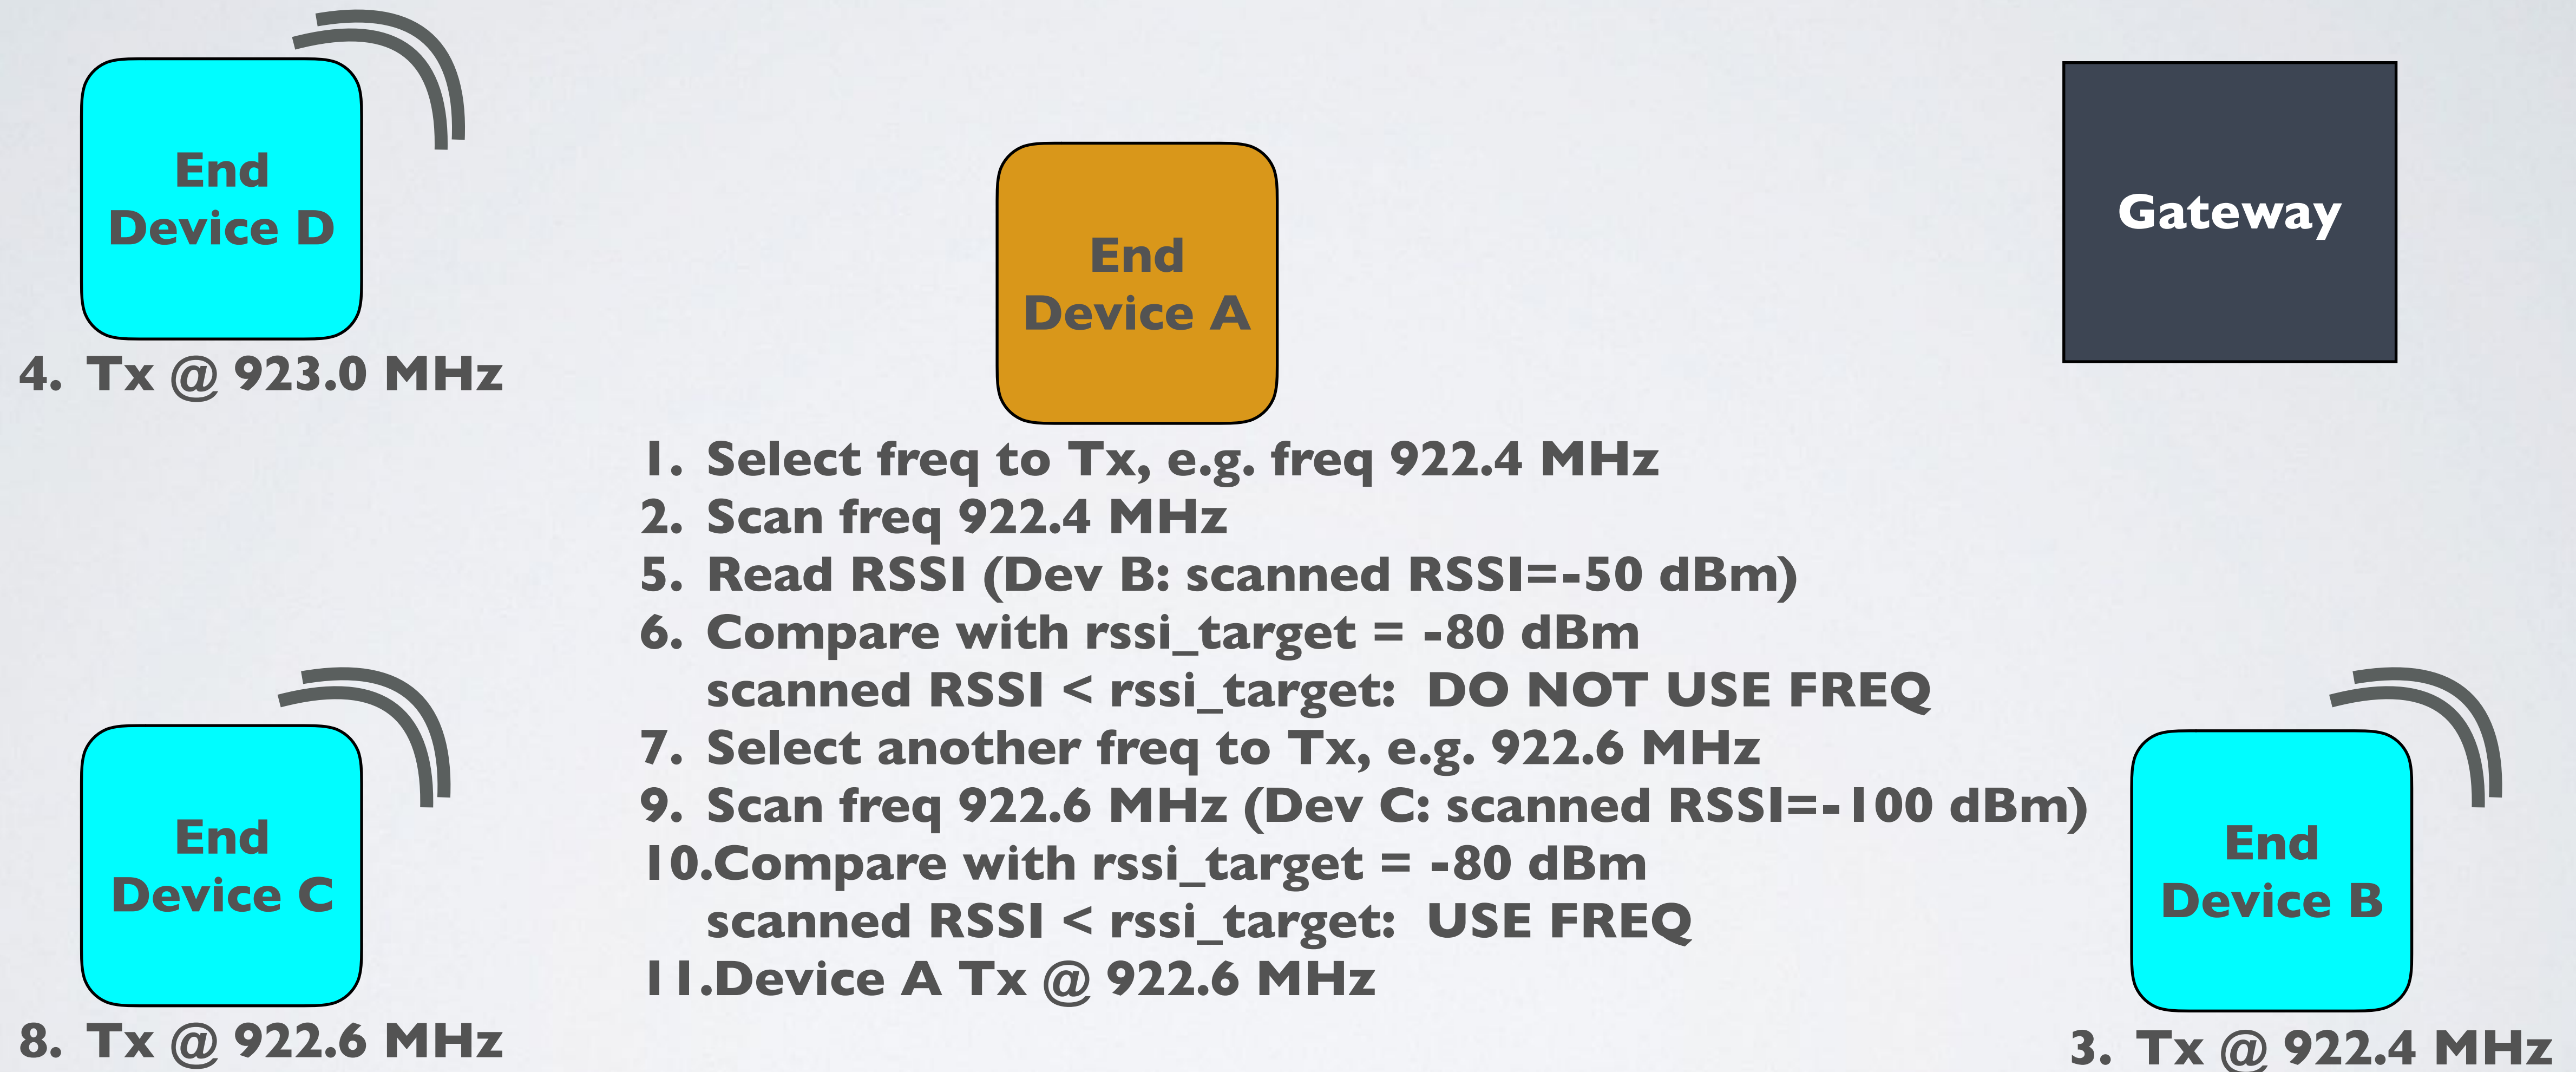 End
Device D
4. Tx @ 923.0 MHz
End
Device A
Gateway
1. Select freq to Tx, e.g. freq 922.4 MHz
2. Scan freq 922.4 MHz
5. Read RSSI (Dev B: scanned RSSI=-50 dBm)
6. Compare with rssi_target = -80 dBm
scanned RSSI < rssi_target: DO NOT USE FREQ
7. Select another freq to Tx, e.g. 922.6 MHz
9. Scan freq 922.6 MHz (Dev C: scanned RSSI=-100 dBm)
10.Compare with rssi_target = -80 dBm
scanned RSSI < rssi_target: USE FREQ
11.Device A Tx @ 922.6 MHz
End
Device C
8. Tx @ 922.6 MHz
End
Device B
3. Tx @ 922.4 MHz